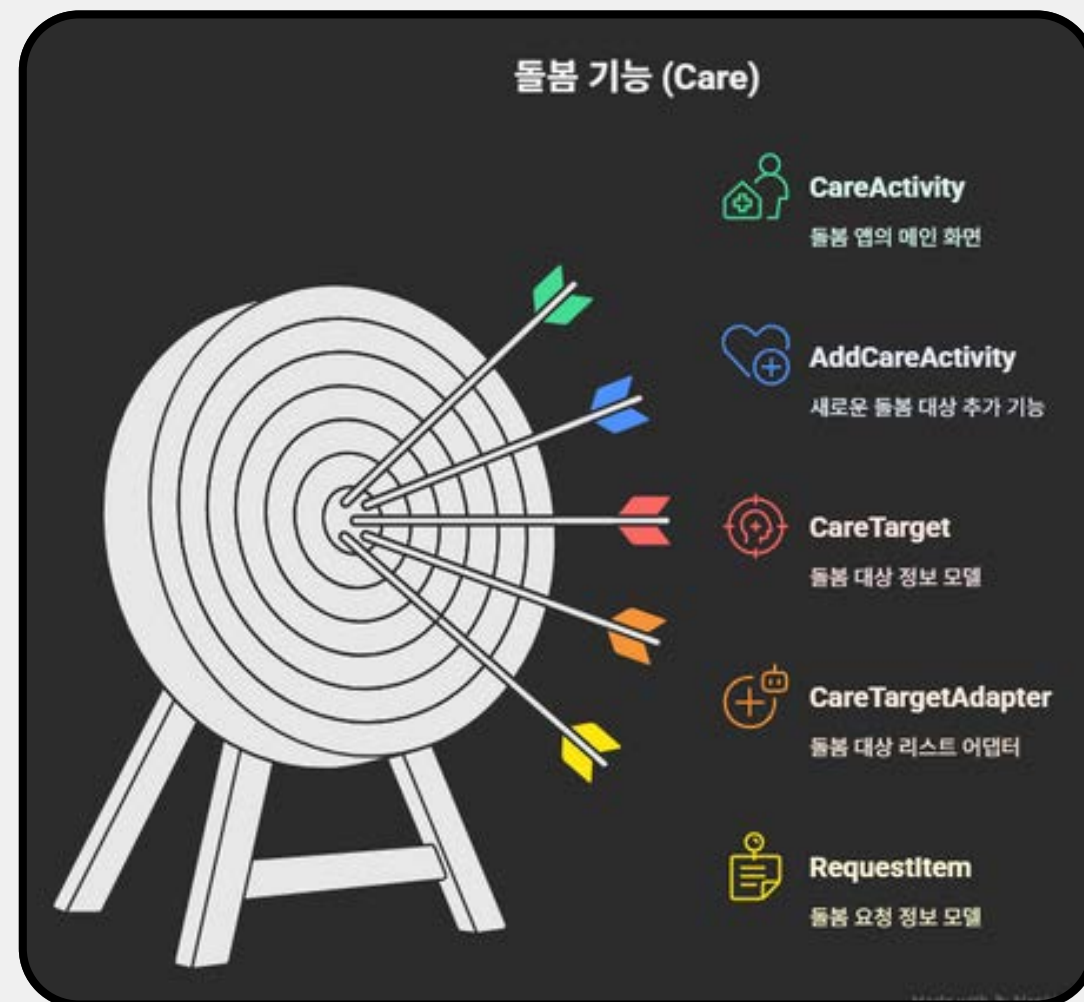 돌봄 기능 (Care)
CareActivity
돌봄 앱의 메인 화면
AddCareActivity
새로운 돌봄 대상 추가 기능
CareTarget
돌봄 대상 정보 모델
CareTargetAdapter
돌봄 대상 리스트 어댑터
RequestItem
돌봄 요청 정보 모델